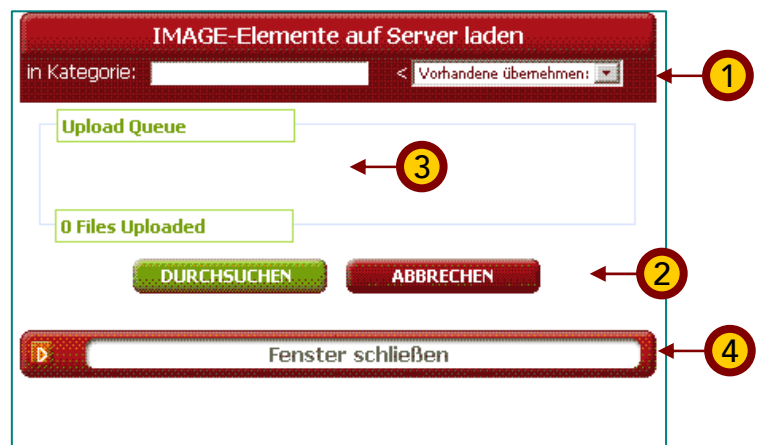 IMAGE-Elemente auf Server laden
in Kategorie: < Vorhandene übernehmen:
1
Upload Queue
3
0 Files Uploaded
DURCHSUCHEN ABBRECHEN
2
Fenster schließen
4